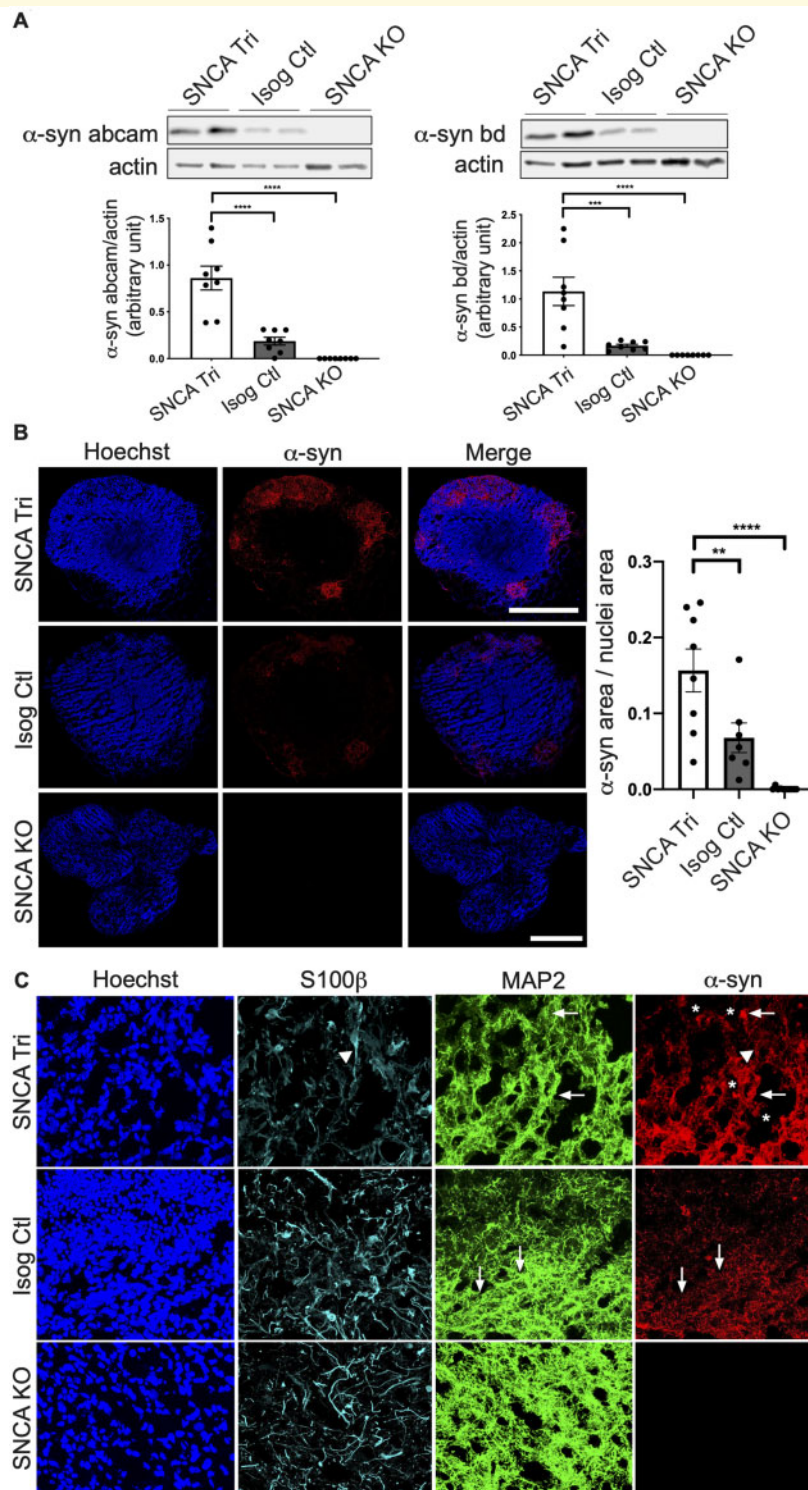 A
SNCA Tri Isog Ctl SNCA KO
α-syn abcam
actin
****
****
α-syn abcam/actin
(arbitrary unit)
1.5
1.0
0.5
0.0
SNCA Tri Isog Ctl SNCA KO
SNCA Tri Isog Ctl SNCA KO
α-syn bd
actin
****
***
α-syn bd/actin
(arbitrary unit)
2.5
2.0
1.5
1.0
0.5
0.0
SNCA Tri Isog Ctl SNCA KO
B
Hoechst α-syn Merge
SNCA Tri
Isog Ctl
SNCA KO
****
**
α-syn area / nuclei area
0.3
0.2
0.1
0.0
SNCA Tri Isog Ctl SNCA KO
C
Hoechst S100β MAP2 α-syn
SNCA Tri
* *
*
*
Isog Ctl
SNCA KO